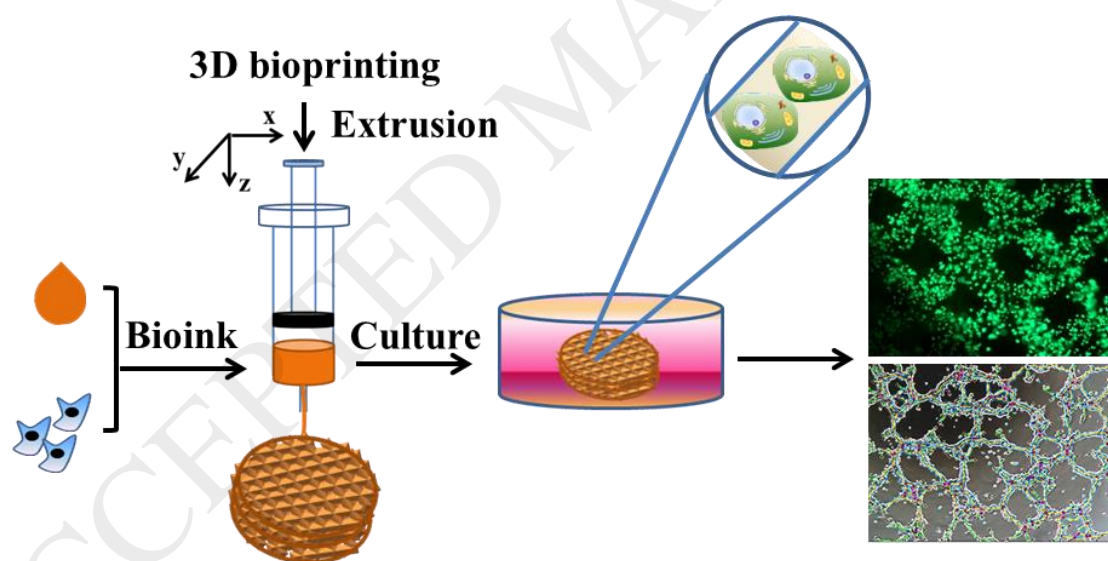 3D bioprinting
Extrusion
x
y
z
Bioink
Culture